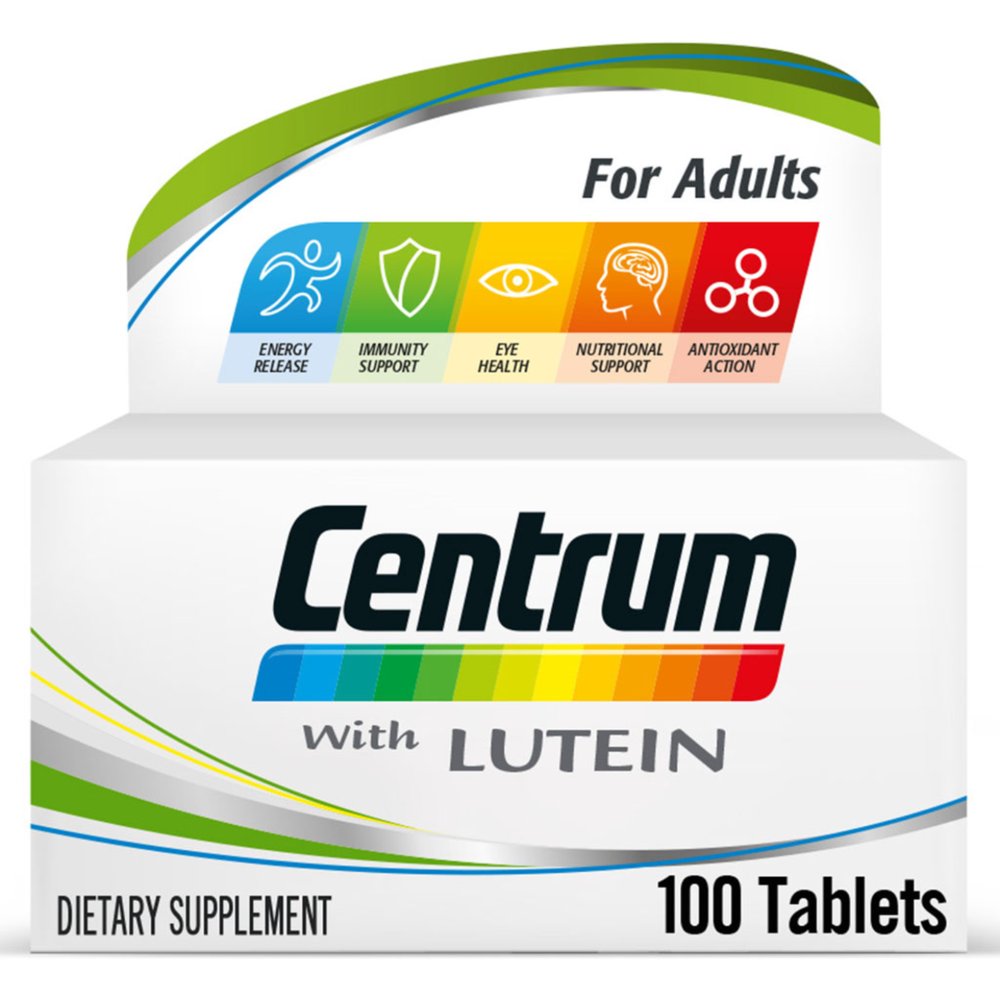 For Adults
ENERGY RELEASE
IMMUNITY SUPPORT
EYE HEALTH
NUTRITIONAL SUPPORT
ANTIOXIDANT ACTION
Centrum
With LUTEIN
DIETARY SUPPLEMENT
100 Tablets